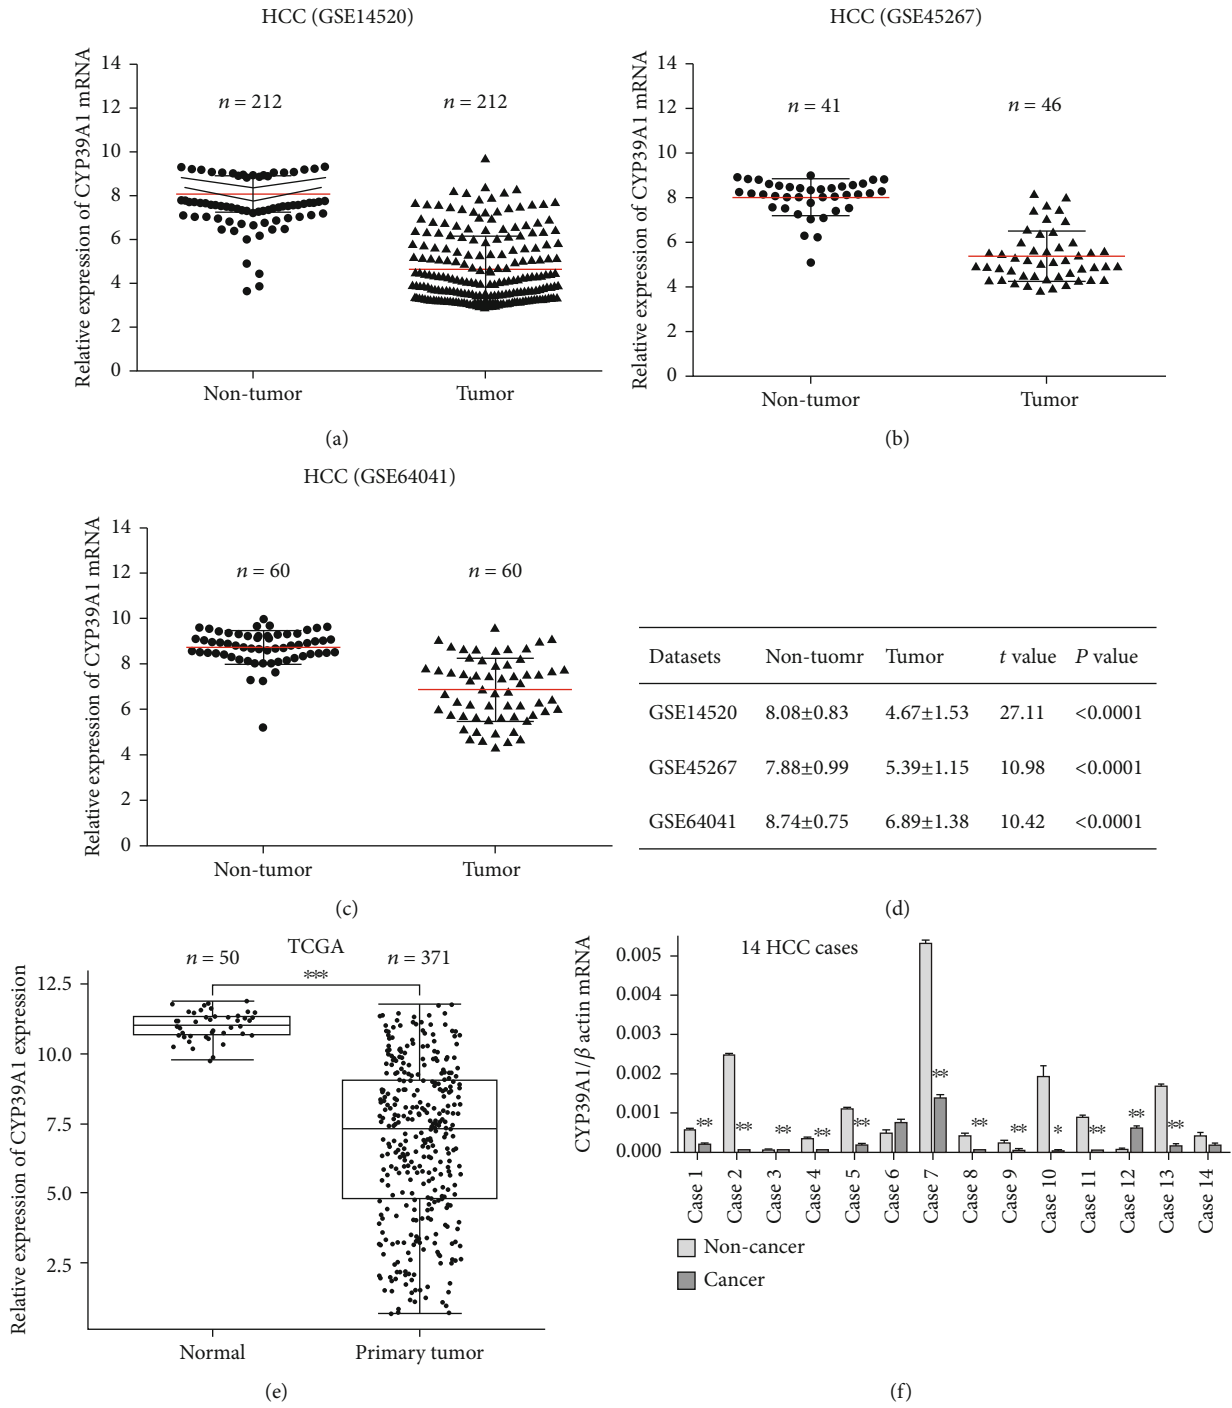 HCC (GSE14520)
Relative expression of CYP39A1 mRNA
14
12
10
8
6
4
2
0
n = 212
n = 212
Non-tumor
Tumor
(a)
HCC (GSE45267)
Relative expression of CYP39A1 mRNA
14
12
10
8
6
4
2
0
n = 41
n = 46
Non-tumor
Tumor
(b)
HCC (GSE64041)
Relative expression of CYP39A1 mRNA
14
12
10
8
6
4
2
0
n = 60
n = 60
Non-tumor
Tumor
(c)
Datasets Non-tuomr Tumor t value P value
GSE14520 8.08±0.83 4.67±1.53 27.11 <0.0001
GSE45267 7.88±0.99 5.39±1.15 10.98 <0.0001
GSE64041 8.74±0.75 6.89±1.38 10.42 <0.0001
(d)
TCGA
n = 50
n = 371
***
Relative expression of CYP39A1 expression
12.5
10.0
7.5
5.0
2.5
Normal
Primary tumor
(e)
14 HCC cases
CYP39A1/β actin mRNA
0.005
0.004
0.003
0.002
0.001
0.000
** ** ** ** ** ** ** ** * ** ** **
Case 1
Case 2
Case 3
Case 4
Case 5
Case 6
Case 7
Case 8
Case 9
Case 10
Case 11
Case 12
Case 13
Case 14
Non-cancer
Cancer
(f)